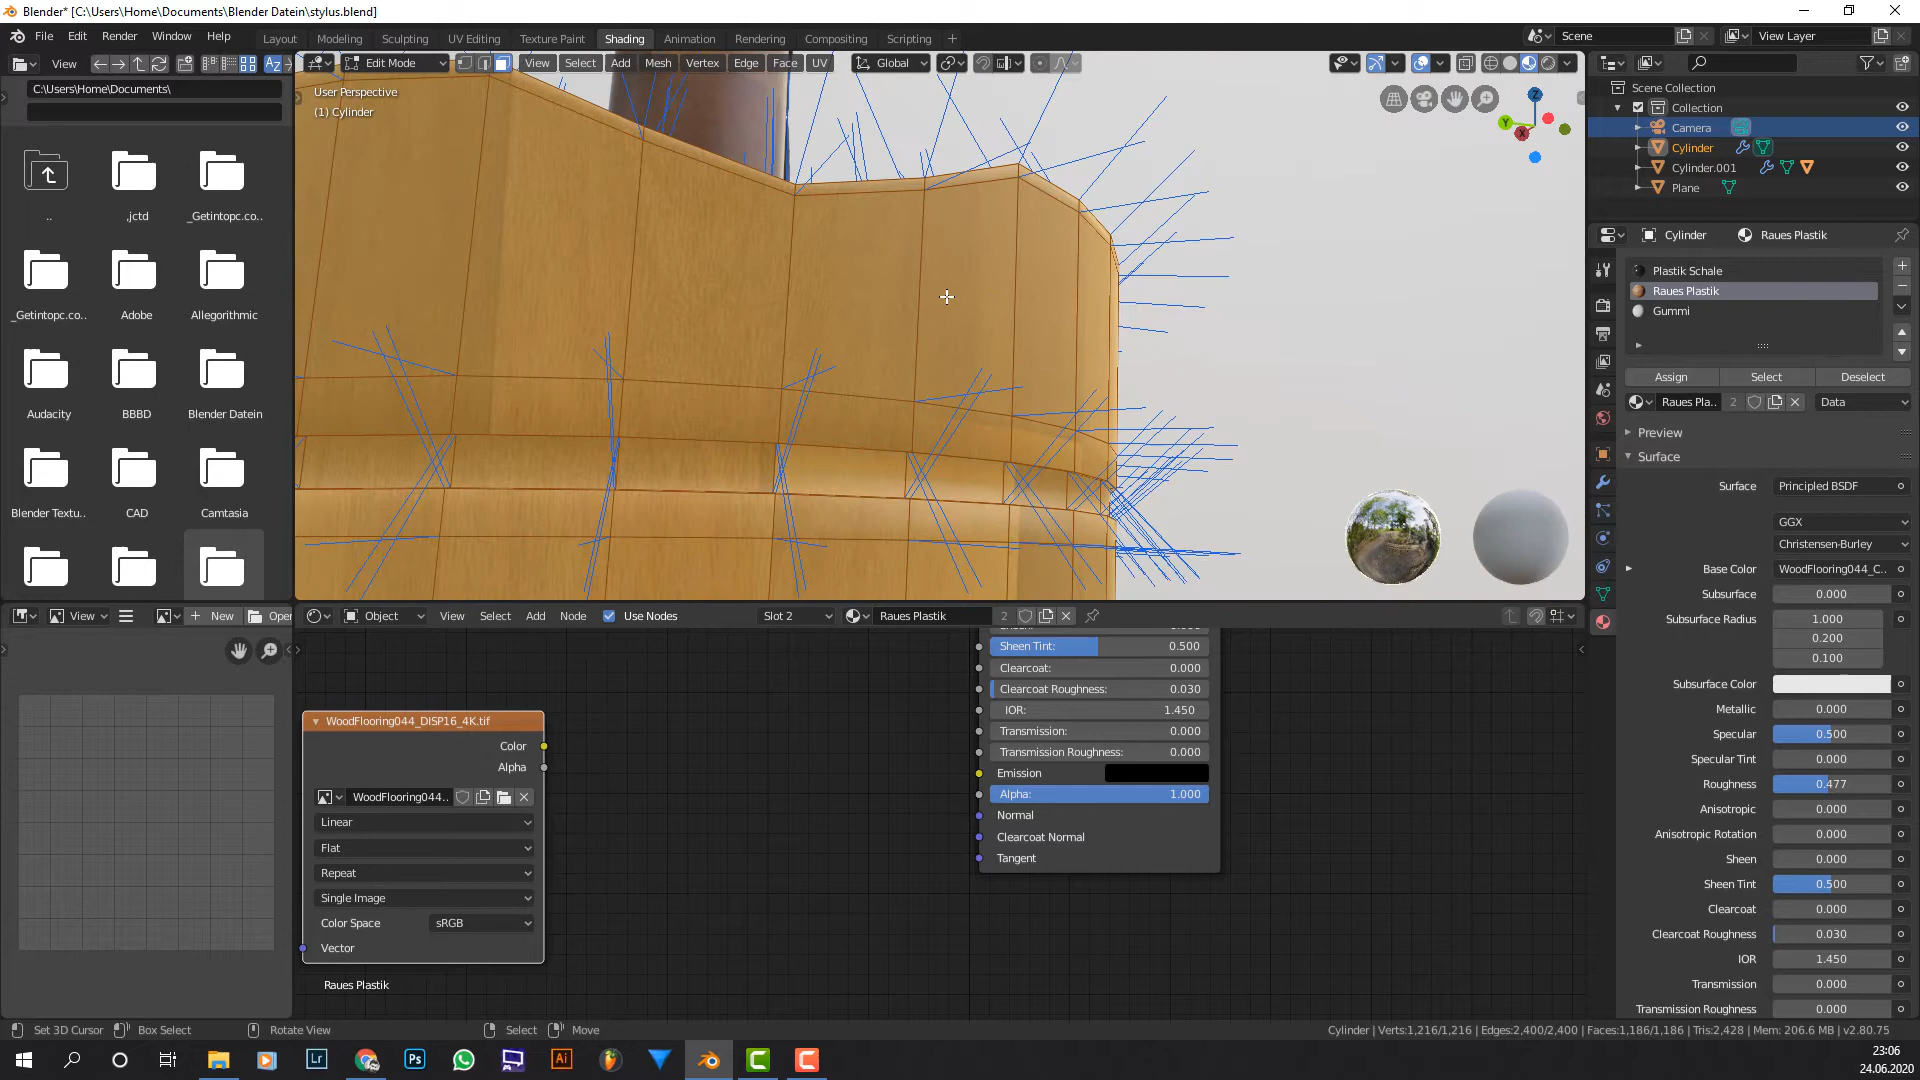 Blender* [C:\Users\Home\Documents\Blender Datein\stylus.blend]
File Edit Render Window Help
Layout Modeling Sculpting UV Editing Texture Paint Shading Animation Rendering Compositing Scripting
Scene
View Layer
View
C:\Users\Home\Documents\
..
.jctd
_Getintopc.co..
_Getintopc.co...
Adobe
Allegorithmic
Audacity
BBBD
Blender Datein
Blender Textu..
CAD
Camtasia
Edit Mode View Select Add Mesh Vertex Edge Face UV
Global
User Perspective
(1) Cylinder
Z
Y
X
Scene Collection
Collection
Camera
Cylinder
Cylinder.001
Plane
Cylinder Raues Plastik
Plastik Schale
Raues Plastik
Gummi
Assign Select Deselect
Raues Pla.. 2 Data
Preview
Surface
Surface Principled BSDF
GGX
Christensen-Burley
Base Color WoodFlooring044_C..
Subsurface 0.000
Subsurface Radius 1.000
0.200
0.100
Subsurface Color
Metallic 0.000
Specular 0.500
Specular Tint 0.000
Roughness 0.477
Anisotropic 0.000
Anisotropic Rotation 0.000
Sheen 0.000
Sheen Tint 0.500
Clearcoat 0.000
Clearcoat Roughness 0.030
IOR 1.450
Transmission 0.000
Transmission Roughness 0.000
View New Open
Object View Select Add Node Use Nodes Slot 2 Raues Plastik 2
Sheen Tint: 0.500
Clearcoat: 0.000
Clearcoat Roughness: 0.030
IOR: 1.450
Transmission: 0.000
Transmission Roughness: 0.000
Emission
Alpha: 1.000
Normal
Clearcoat Normal
Tangent
WoodFlooring044_DISP16_4K.tif
Color
Alpha
WoodFlooring044..
Linear
Flat
Repeat
Single Image
Color Space sRGB
Vector
Raues Plastik
Set 3D Cursor Box Select Rotate View Select Move
Cylinder | Verts:1,216/1,216 | Edges:2,400/2,400 | Faces:1,186/1,186 | Tris:2,428 | Mem: 206.6 MB | v2.80.75
Lr
Ps
Ai
23:06
24.06.2020